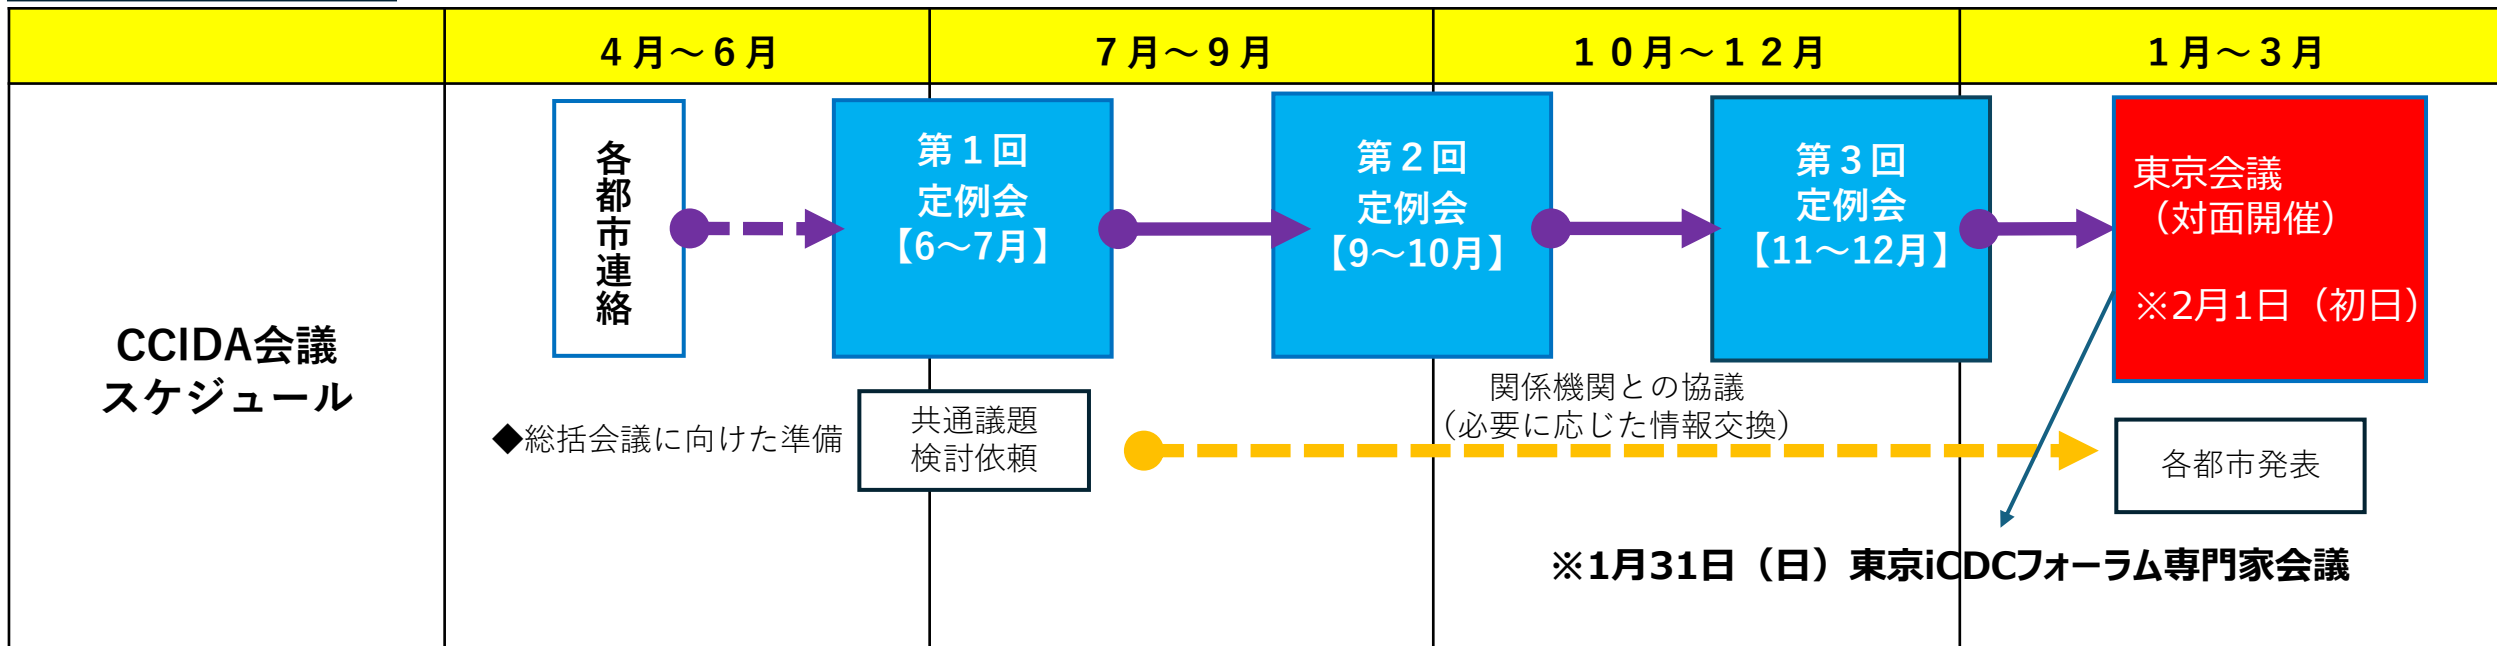 ４月～６月
７月～９月
１０月～１２月
１月～３月
CCIDA会議
スケジュール
各都市連絡
第１回
定例会
【6～7月】
第２回
定例会
【9～10月】
第３回
定例会
【11～12月】
東京会議
（対面開催）
※2月1日（初日）
◆総括会議に向けた準備
共通議題
検討依頼
関係機関との協議
（必要に応じた情報交換）
各都市発表
※1月31日（日）東京iCDCフォーラム専門家会議